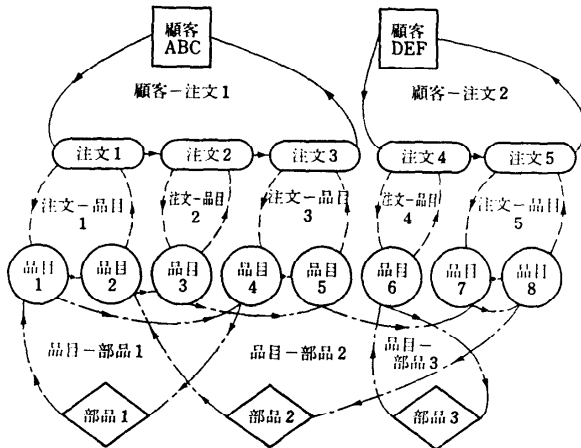 顧客
ABC
顧客
DEF
顧客－注文1
顧客－注文2
注文1
注文2
注文3
注文4
注文5
注文－品目
1
注文－品目
2
注文－品目
3
注文－品目
4
注文－品目
5
品目
1
品目
2
品目
3
品目
4
品目
5
品目
6
品目
7
品目
8
品目－部品1
品目－部品2
品目－
部品3
部品1
部品2
部品3